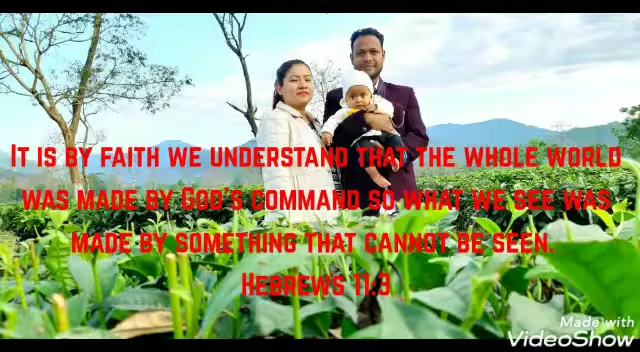 It is by faith we understand that the whole world
was made by God's command so what we see was
made by something that cannot be seen.
Hebrews 11:3
Made with
VideoShow